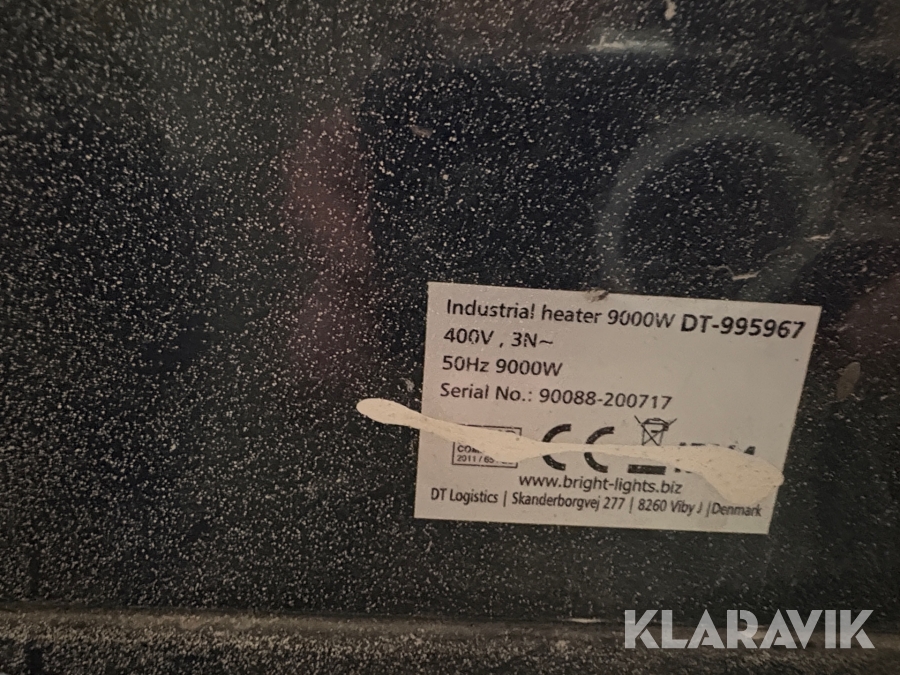 Industrial heater 9000W DT-995967
400V , 3N~
50Hz 9000W
Serial No.: 90088-200717
CE
www.bright-lights.biz
DT Logistics | Skanderborgvej 277 | 8260 Viby J |Denmark
KLARAVIK